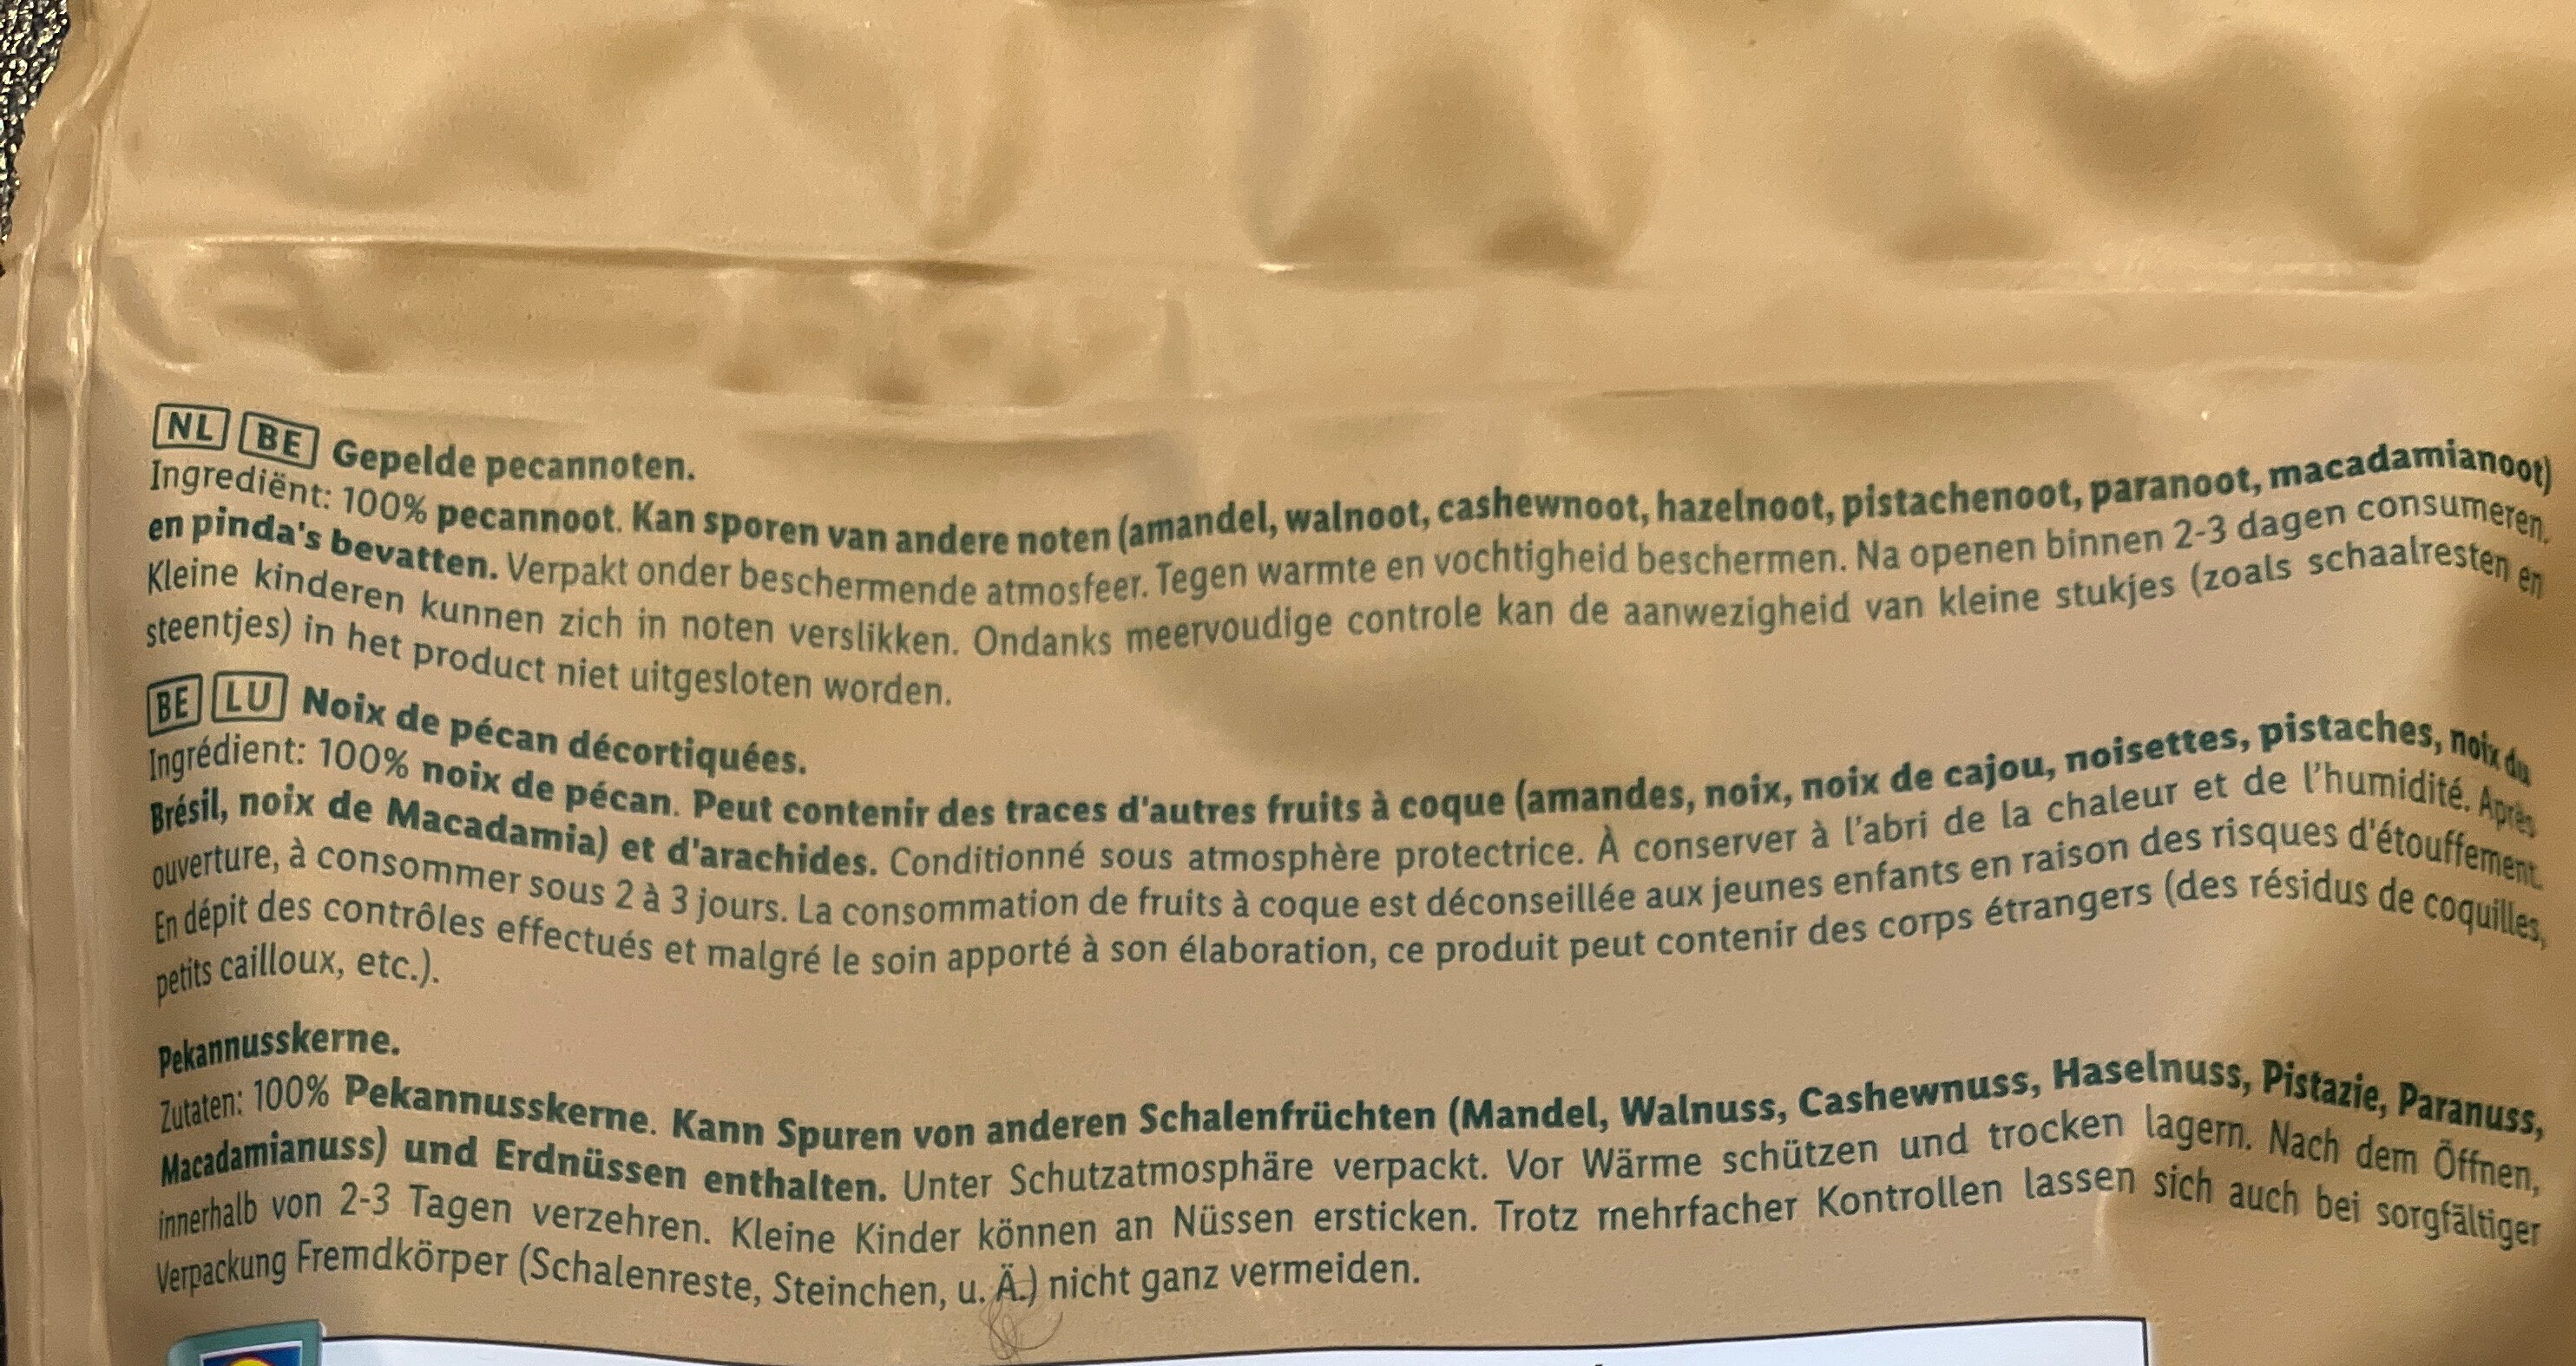 NL BE Gepelde pecannoten.
Ingrediënt: 100% pecannoot. Kan sporen van andere noten (amandel, walnoot, cashewnoot, hazelnoot, pistachenoot, paranoot, macadamianoot)
en pinda's bevatten. Verpakt onder beschermende atmosfeer. Tegen warmte en vochtigheid beschermen. Na openen binnen 2-3 dagen consumeren.
Kleine kinderen kunnen zich in noten verslikken. Ondanks meervoudige controle kan de aanwezigheid van kleine stukjes (zoals schaalresten en
steentjes) in het product niet uitgesloten worden.
BE LU Noix de pécan décortiquées.
Ingrédient: 100% noix de pécan. Peut contenir des traces d'autres fruits à coque (amandes, noix, noix de cajou, noisettes, pistaches, noix du
Brésil, noix de Macadamia) et d'arachides. Conditionné sous atmosphère protectrice. À conserver à l'abri de la chaleur et de l'humidité. Après
ouverture, à consommer sous 2 à 3 jours. La consommation de fruits à coque est déconseillée aux jeunes enfants en raison des risques d'étouffement.
En dépit des contrôles effectués et malgré le soin apporté à son élaboration, ce produit peut contenir des corps étrangers (des résidus de coquilles,
petits cailloux, etc.).
Pekannusskerne.
Zutaten: 100% Pekannusskerne. Kann Spuren von anderen Schalenfrüchten (Mandel, Walnuss, Cashewnuss, Haselnuss, Pistazie, Paranuss,
Macadamianuss) und Erdnüssen enthalten. Unter Schutzatmosphäre verpackt. Vor Wärme schützen und trocken lagern. Nach dem Öffnen,
innerhalb von 2-3 Tagen verzehren. Kleine Kinder können an Nüssen ersticken. Trotz mehrfacher Kontrollen lassen sich auch bei sorgfältiger
Verpackung Fremdkörper (Schalenreste, Steinchen, u. Ä.) nicht ganz vermeiden.